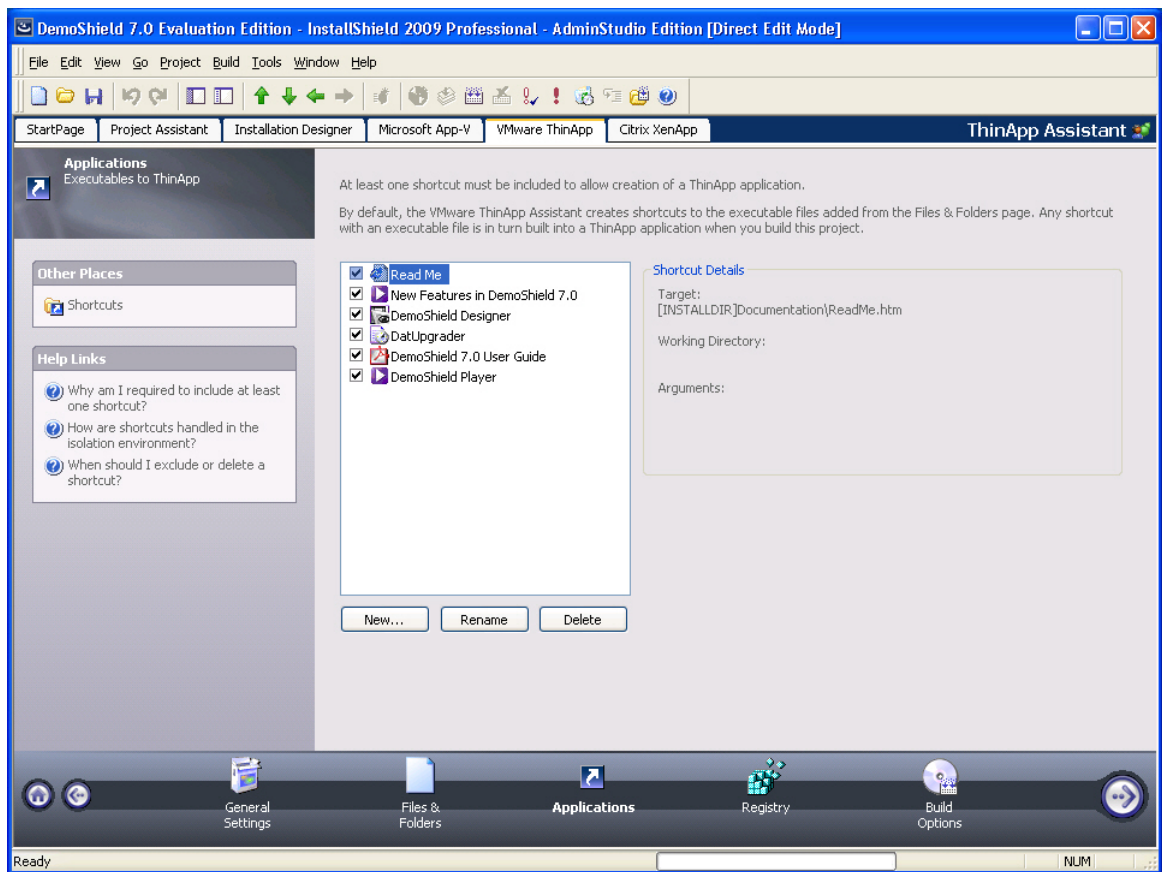 DemoShield 7.0 Evaluation Edition - InstallShield 2009 Professional - AdminStudio Edition [Direct Edit Mode]
File Edit View Go Project Build Tools Window Help
StartPage Project Assistant Installation Designer Microsoft App-V VMware ThinApp Citrix XenApp ThinApp Assistant
Applications
Executables to ThinApp
Other Places
Shortcuts
Help Links
Why am I required to include at least
one shortcut?
How are shortcuts handled in the
isolation environment?
When should I exclude or delete a
shortcut?
At least one shortcut must be included to allow creation of a ThinApp application.
By default, the VMware ThinApp Assistant creates shortcuts to the executable files added from the Files & Folders page. Any shortcut
with an executable file is in turn built into a ThinApp application when you build this project.
Read Me
New Features in DemoShield 7.0
DemoShield Designer
DatUpgrader
DemoShield 7.0 User Guide
DemoShield Player
Shortcut Details
Target:
[INSTALLDIR]Documentation\ReadMe.htm
Working Directory:
Arguments:
New... Rename Delete
General
Settings
Files &
Folders
Applications
Registry
Build
Options
Ready NUM